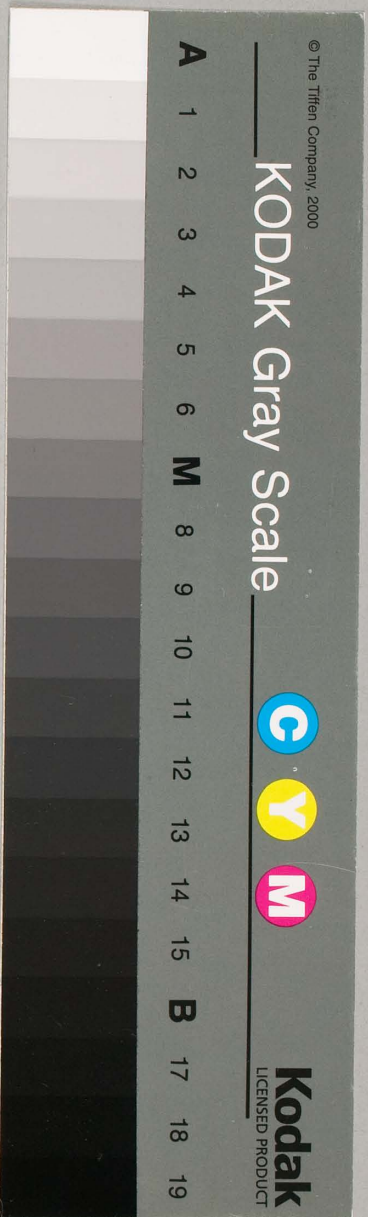 © The Tiffen Company, 2000
KODAK Gray Scale
C Y M
Kodak
LICENSED PRODUCT
A 1 2 3 4 5 6 M 8 9 10 11 12 13 14 15 B 17 18 19